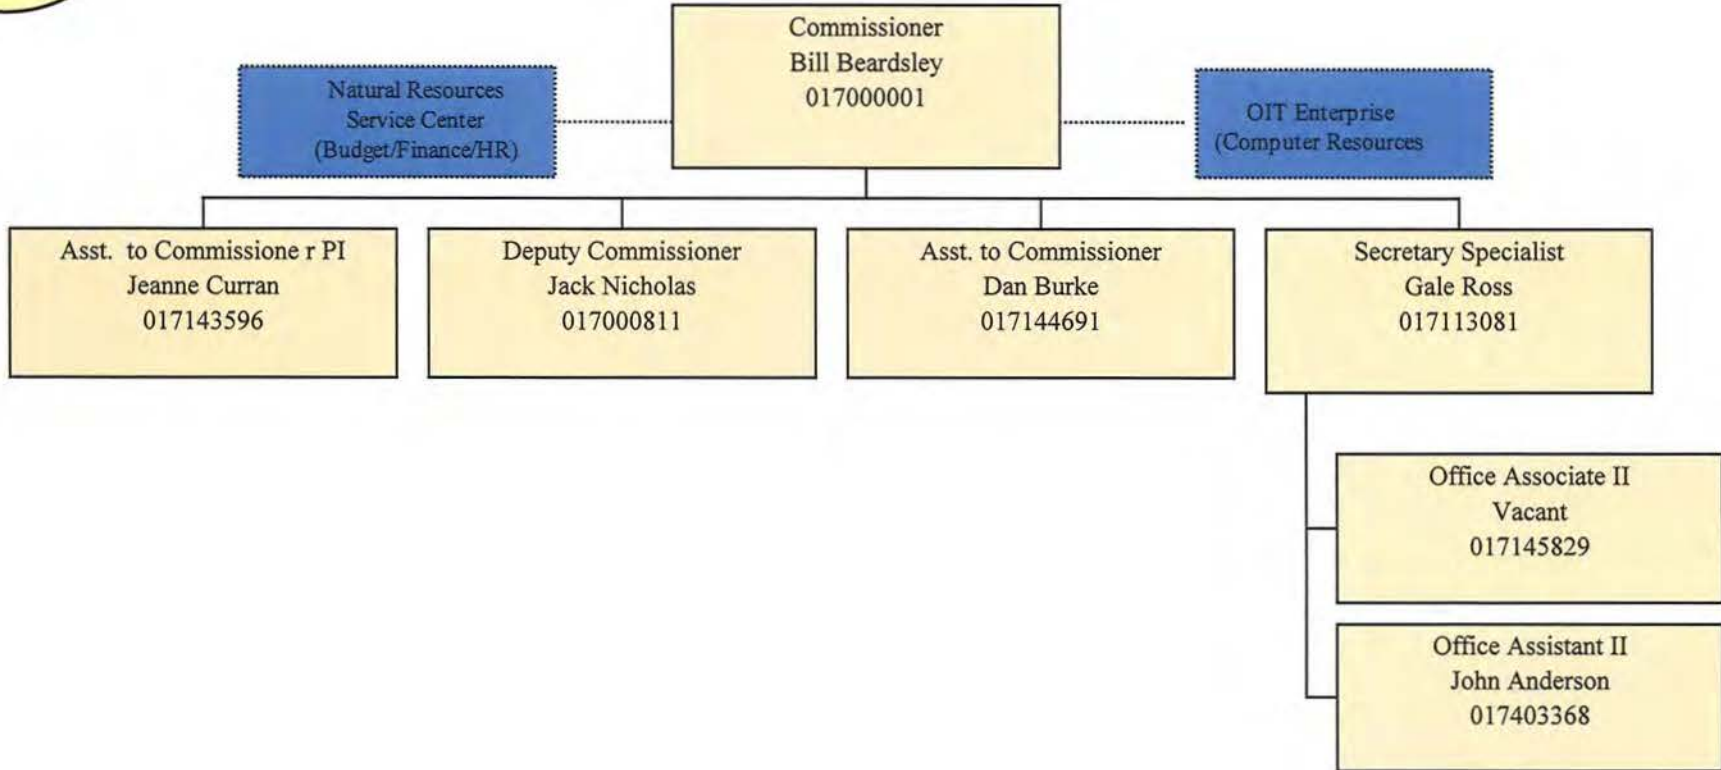 Commissioner
Bill Beardsley
017000001
Natural Resources
Service Center
(Budget/Finance/HR)
OIT Enterprise
(Computer Resources
Asst.  to Commissione r PI
Jeanne Curran
017143596
Deputy Commissioner
Jack Nicholas
017000811
Asst. to Commissioner
Dan Burke
017144691
Secretary Specialist
Gale Ross
017113081
Office Associate II
Vacant
017145829
Office Assistant II
John Anderson
017403368